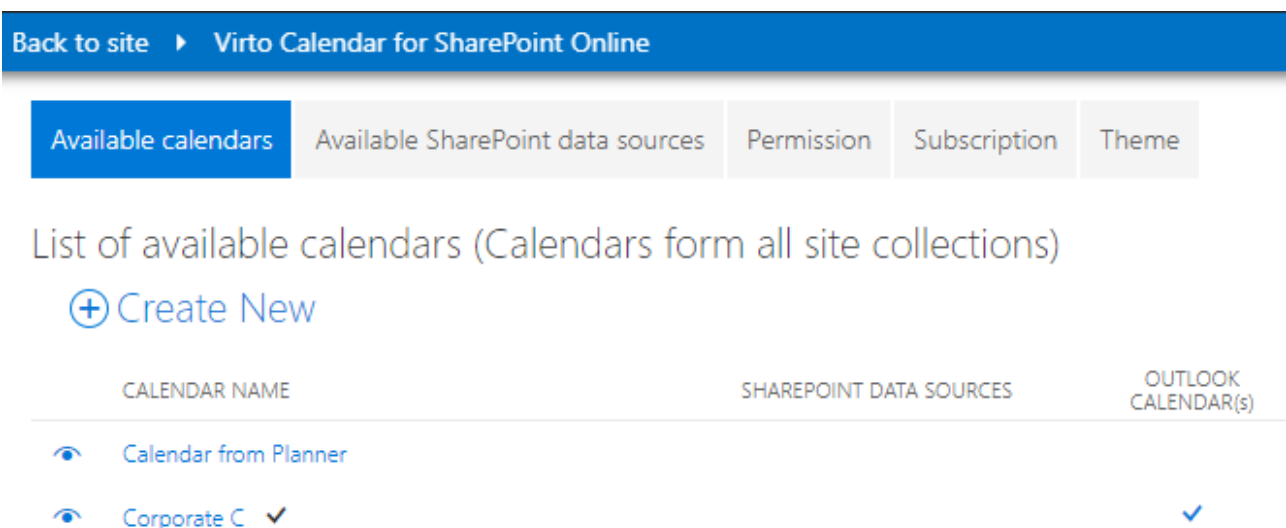 Back to site ▸ Virto Calendar for SharePoint Online
Available calendars Available SharePoint data sources Permission Subscription Theme
List of available calendars (Calendars form all site collections)
Create New
CALENDAR NAME SHAREPOINT DATA SOURCES OUTLOOK CALENDAR(s)
Calendar from Planner
Corporate C ✓ ✓